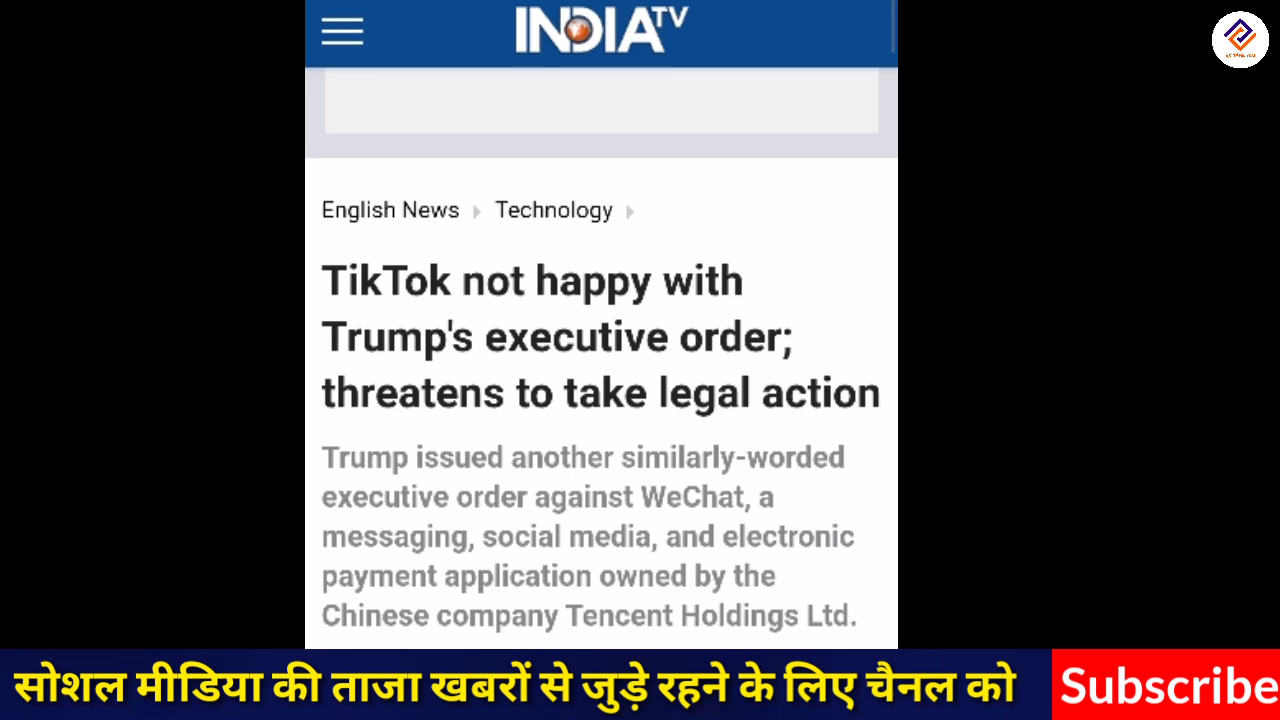 INDIA TV
English News
Technology
TikTok not happy with
Trump's executive order;
threatens to take legal action
Trump issued another similarly-worded
executive order against WeChat, a
messaging, social media, and electronic
payment application owned by the
Chinese company Tencent Holdings Ltd.
सोशल मीडिया की ताजा खबरों से जुड़े रहने के लिए चैनल को
Subscribe